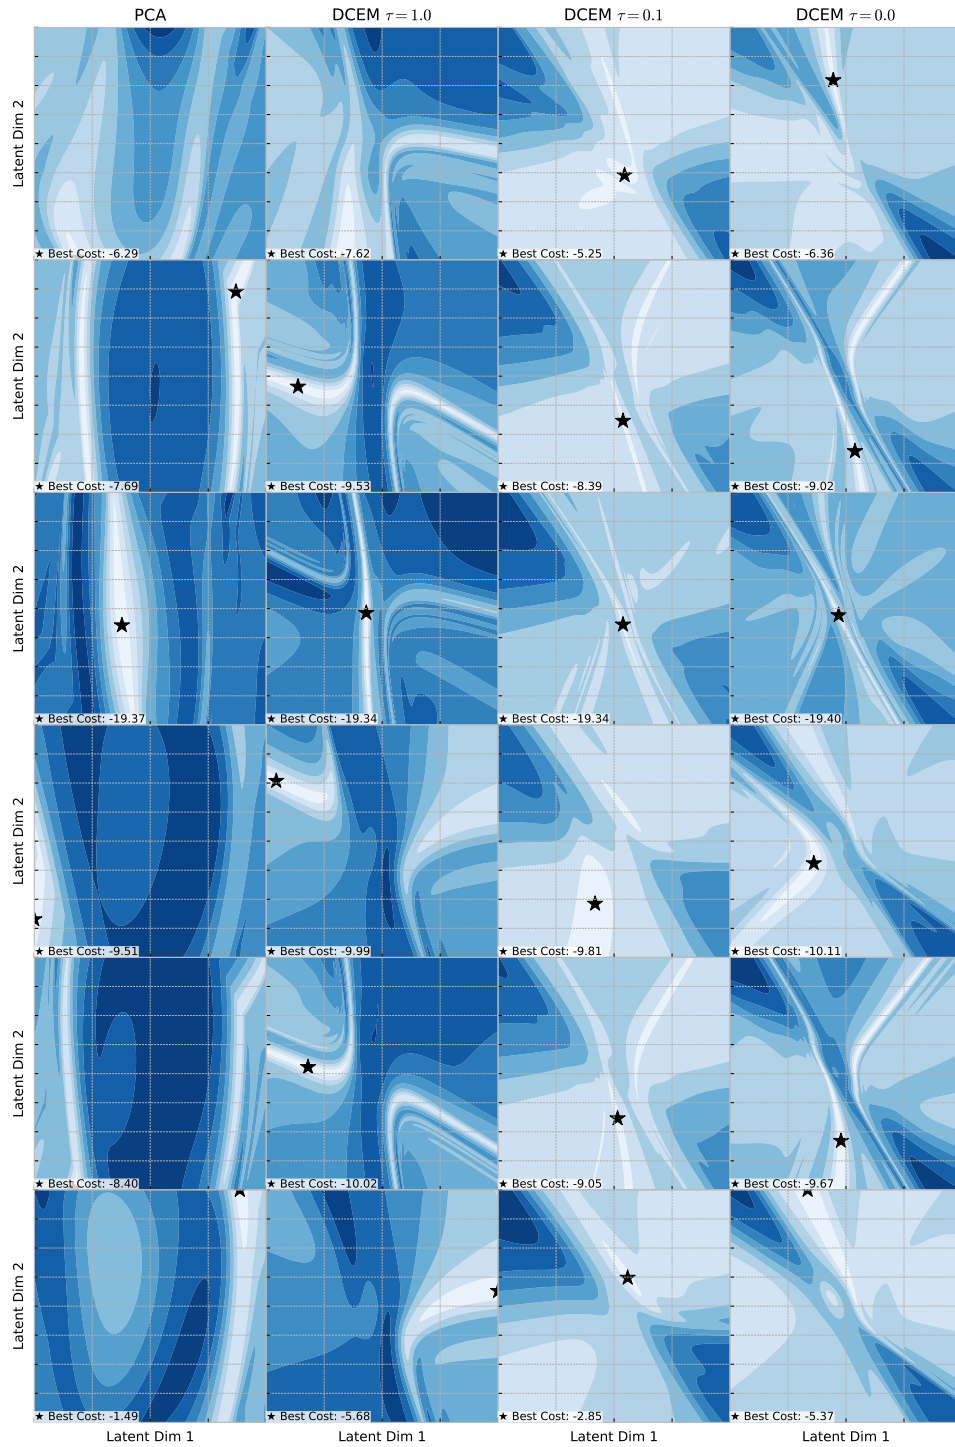 PCA DCEM τ = 1.0 DCEM τ = 0.1 DCEM τ = 0.0
Latent Dim 2
★ Best Cost: -6.29 ★ Best Cost: -7.62 ★ Best Cost: -5.25 ★ Best Cost: -6.36
Latent Dim 2
★ Best Cost: -7.69 ★ Best Cost: -9.53 ★ Best Cost: -8.39 ★ Best Cost: -9.02
Latent Dim 2
★ Best Cost: -19.37 ★ Best Cost: -19.34 ★ Best Cost: -19.34 ★ Best Cost: -19.40
Latent Dim 2
★ Best Cost: -9.51 ★ Best Cost: -9.99 ★ Best Cost: -9.81 ★ Best Cost: -10.11
Latent Dim 2
★ Best Cost: -8.40 ★ Best Cost: -10.02 ★ Best Cost: -9.05 ★ Best Cost: -9.67
Latent Dim 2
★ Best Cost: -1.49 ★ Best Cost: -5.68 ★ Best Cost: -2.85 ★ Best Cost: -5.37
Latent Dim 1 Latent Dim 1 Latent Dim 1 Latent Dim 1